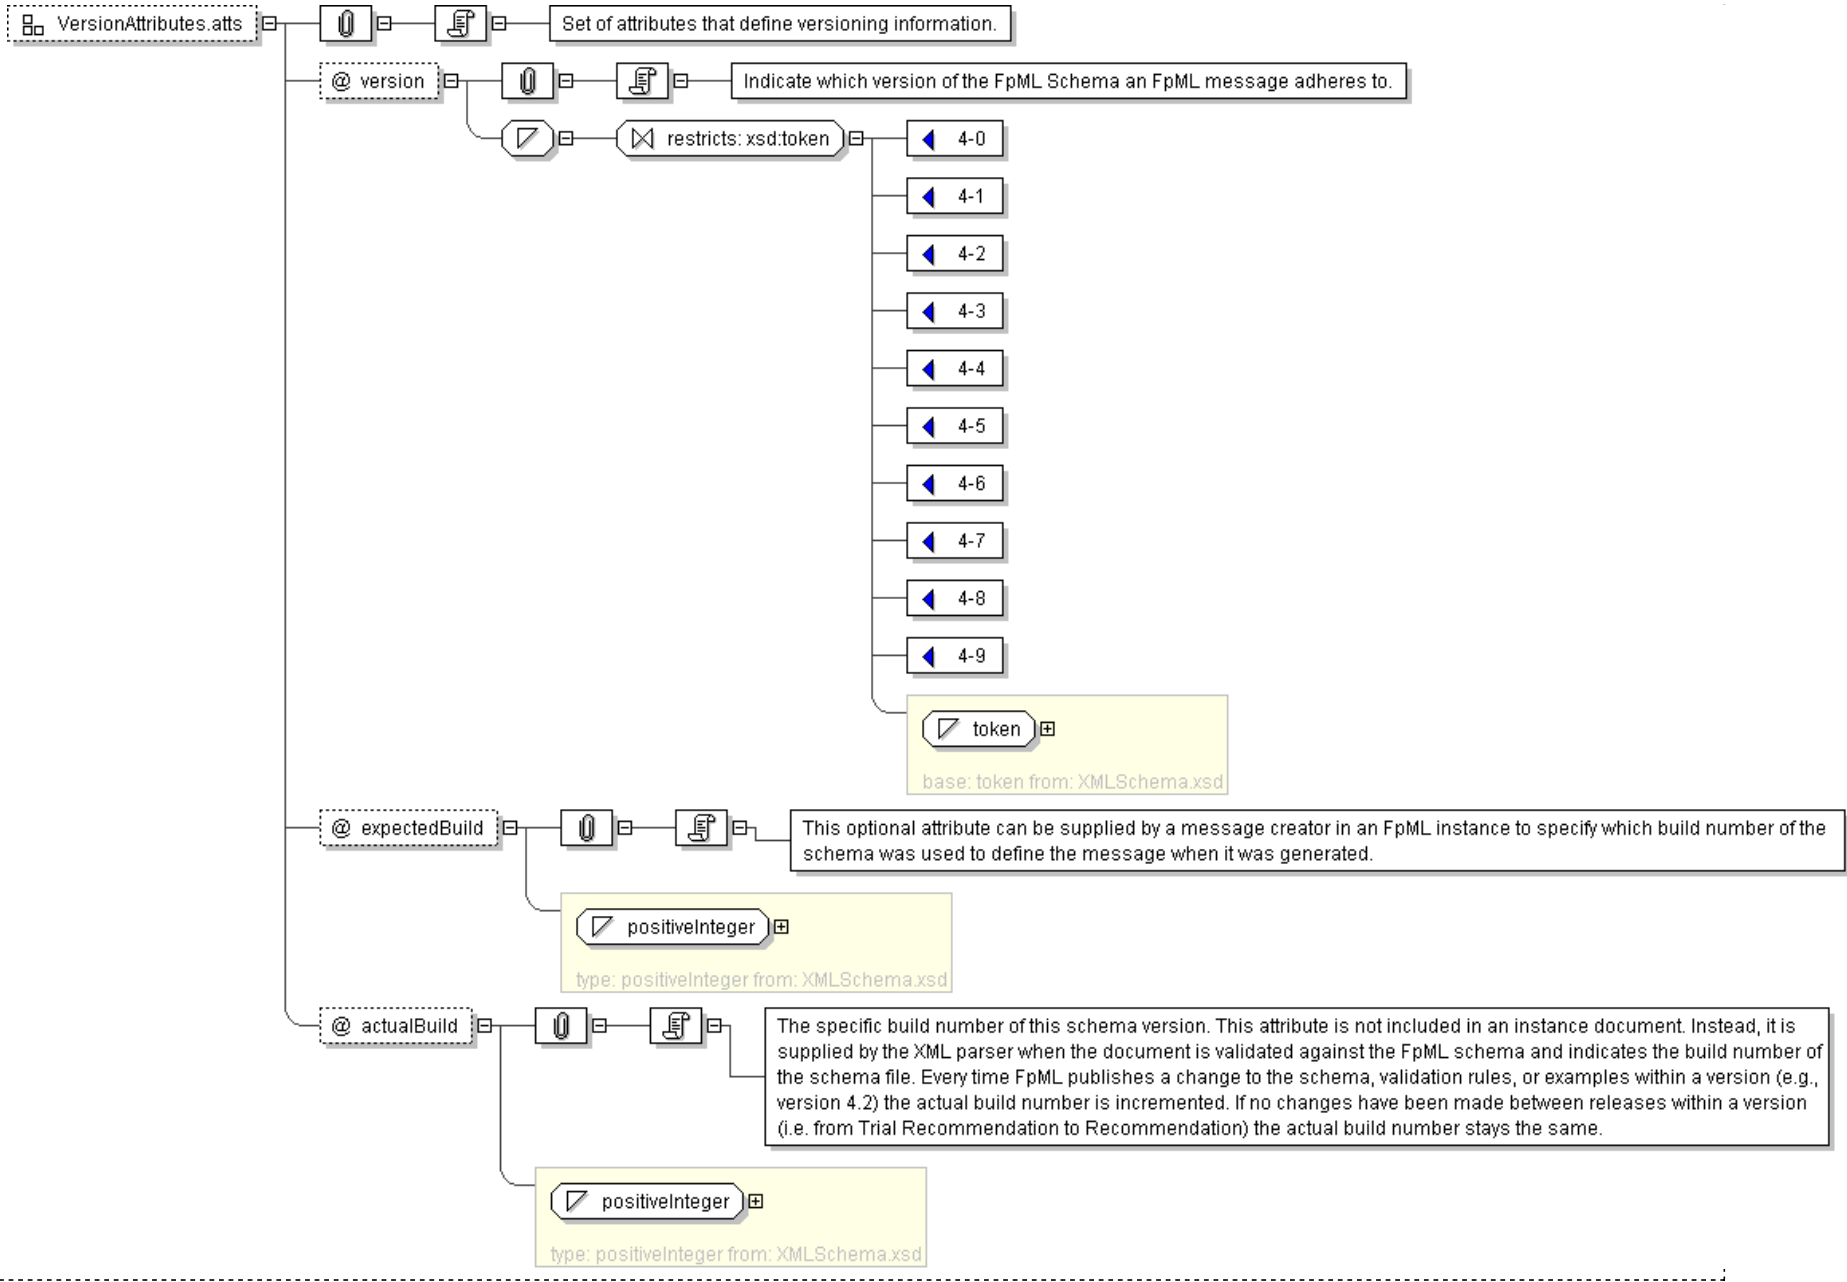 VersionAttributes.atts
Set of attributes that define versioning information.
@ version
Indicate which version of the FpML Schema an FpML message adheres to.
restricts: xsd:token
4-0
4-1
4-2
4-3
4-4
4-5
4-6
4-7
4-8
4-9
token
base: token from: XMLSchema.xsd
@ expectedBuild
This optional attribute can be supplied by a message creator in an FpML instance to specify which build number of the
schema was used to define the message when it was generated.
positiveInteger
type: positiveInteger from: XMLSchema.xsd
@ actualBuild
The specific build number of this schema version. This attribute is not included in an instance document. Instead, it is
supplied by the XML parser when the document is validated against the FpML schema and indicates the build number of
the schema file. Every time FpML publishes a change to the schema, validation rules, or examples within a version (e.g.,
version 4.2) the actual build number is incremented. If no changes have been made between releases within a version
(i.e. from Trial Recommendation to Recommendation) the actual build number stays the same.
positiveInteger
type: positiveInteger from: XMLSchema.xsd